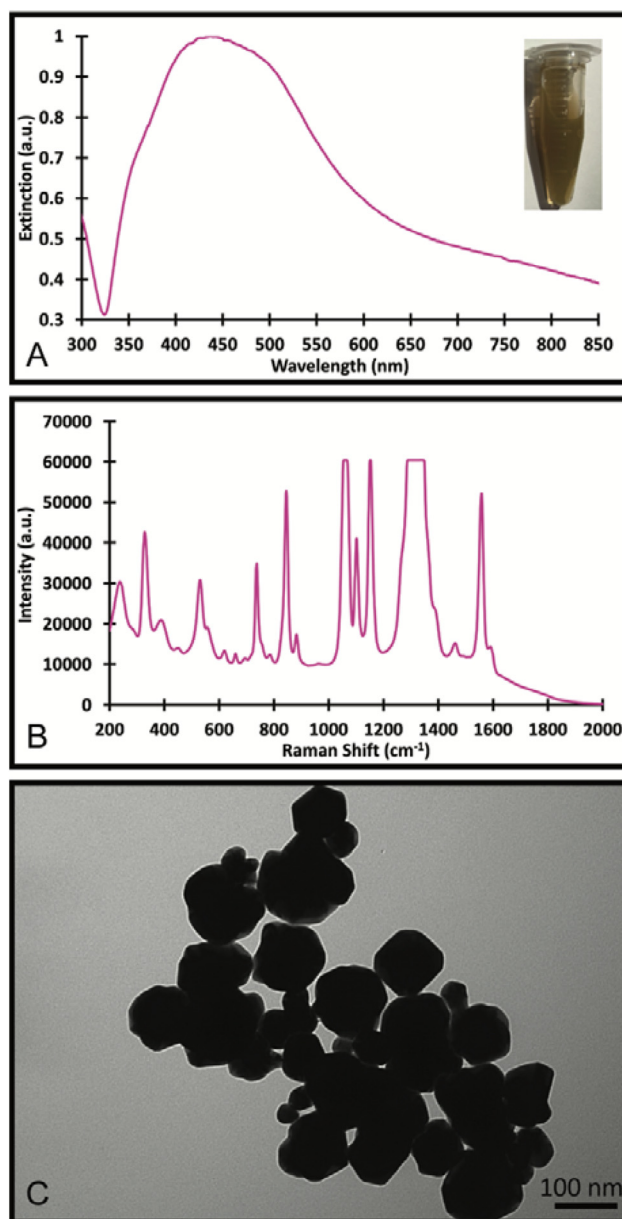 1
0.9
0.8
0.7
0.6
0.5
0.4
0.3
Extinction (a.u.)
300 350 400 450 500 550 600 650 700 750 800 850
Wavelength (nm)
A
70000
60000
50000
40000
30000
20000
10000
0
Intensity (a.u.)
200 400 600 800 1000 1200 1400 1600 1800 2000
Raman Shift (cm⁻¹)
B
100 nm
C